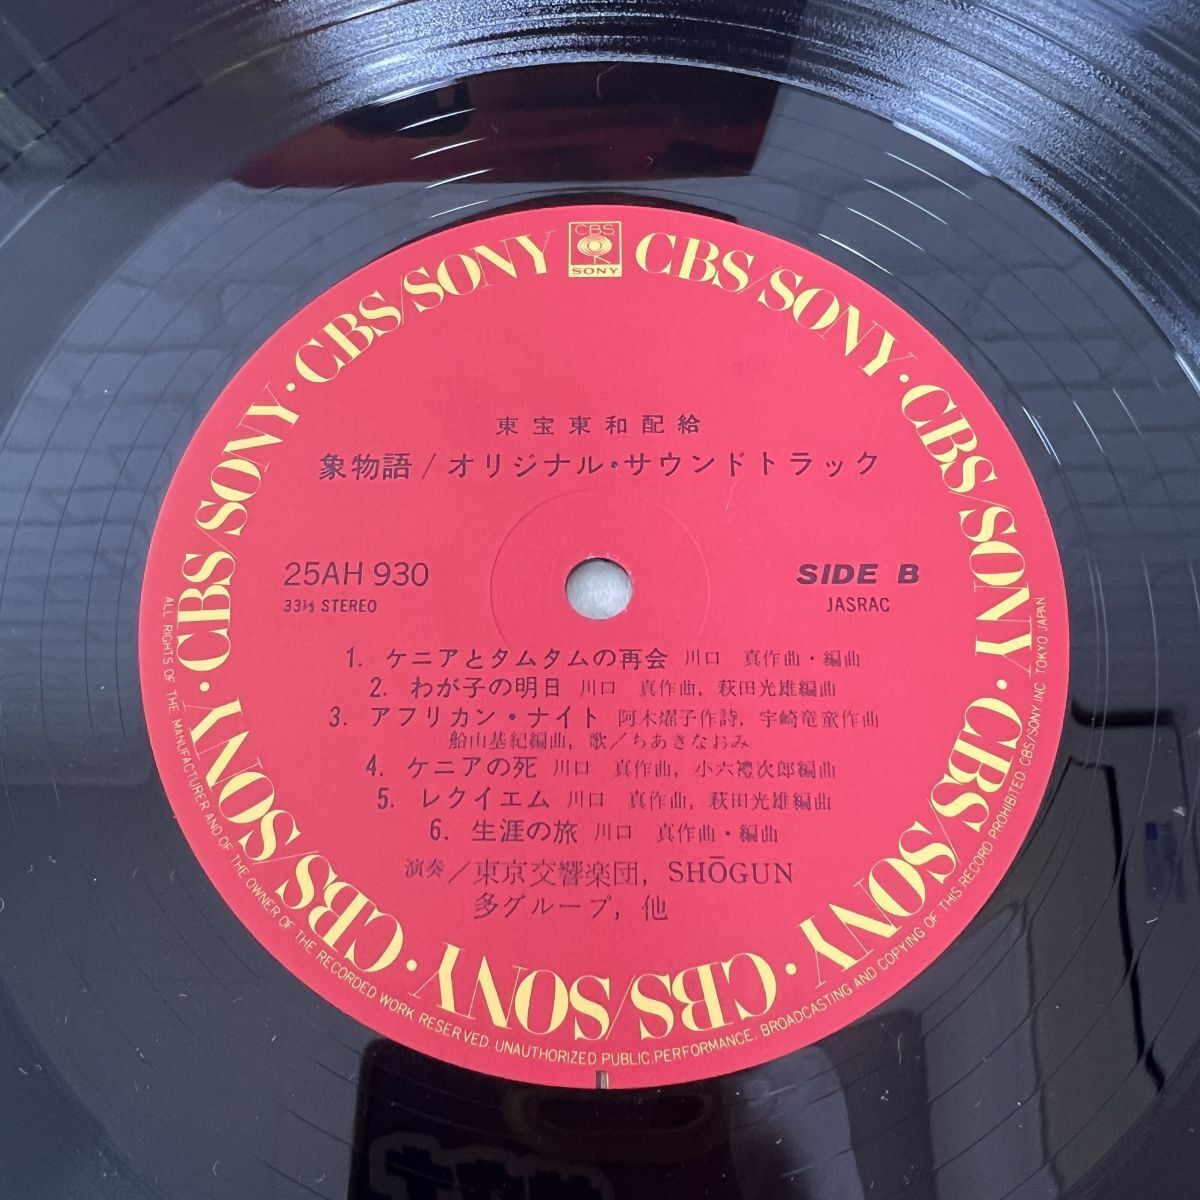 CBS
SONY
CBS/SONY · CBS/SONY · CBS/SONY · CBS/SONY · CBS/SONY · CBS/SONY · CBS/SONY · CBS/SONY
東宝東和配給
象物語/オリジナル・サウンドトラック
25AH 930
33⅓ STEREO
SIDE B
JASRAC
1. ケニアとタムタムの再会 川口 真作曲・編曲
2. わが子の明日 川口 真作曲, 萩田光雄編曲
3. アフリカン・ナイト 阿木燿子作詩, 宇崎竜童作曲
船山基紀編曲, 歌/ちあきなおみ
4. ケニアの死 川口 真作曲, 小六禮次郎編曲
5. レクイエム 川口 真作曲, 萩田光雄編曲
6. 生涯の旅 川口 真作曲・編曲
演奏/東京交響楽団, SHŌGUN
多グループ, 他
ALL RIGHTS OF THE MANUFACTURER AND OF THE OWNER OF THE RECORDED WORK RESERVED. UNAUTHORIZED PUBLIC PERFORMANCE, BROADCASTING AND COPYING OF THIS RECORD PROHIBITED. CBS/SONY INC. TOKYO JAPAN